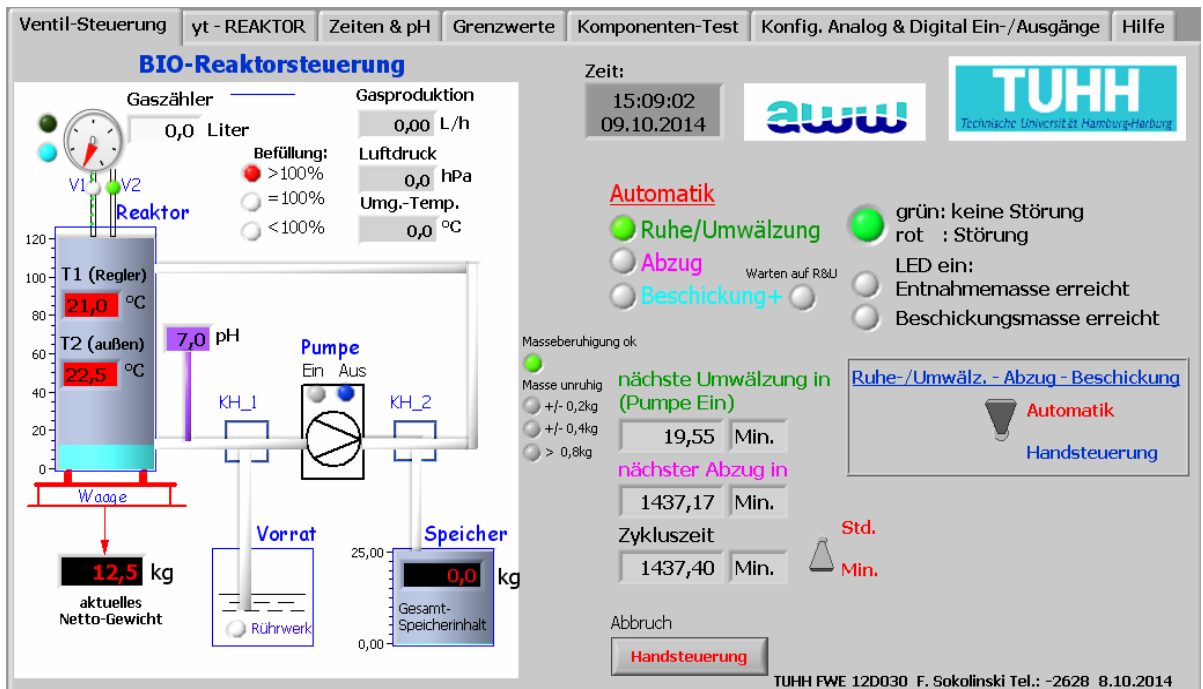 Ventil-Steuerung yt - REAKTOR Zeiten & pH Grenzwerte Komponenten-Test Konfig. Analog & Digital Ein-/Ausgänge Hilfe
BIO-Reaktorsteuerung
Gaszähler
0,0 Liter
Gasproduktion
0,00 L/h
Befüllung:
>100%
=100%
<100%
Luftdruck
0,0 hPa
Umg.-Temp.
0,0 °C
V1 V2
Reaktor
120
100
80
60
40
20
0
T1 (Regler)
21,0 °C
T2 (außen)
22,5 °C
7,0 pH
Pumpe
Ein Aus
KH_1
KH_2
Waage
12,5 kg
aktuelles
Netto-Gewicht
Vorrat
Rührwerk
Speicher
25,00
0,00
0,0 kg
Gesamt-
Speicherinhalt
Zeit:
15:09:02
09.10.2014
aww
TUHH
Technische Universität Hamburg-Harburg
Automatik
Ruhe/Umwälzung
Abzug
Warten auf R&U
Beschickung+
grün: keine Störung
rot : Störung
LED ein:
Entnahmemasse erreicht
Beschickungsmasse erreicht
Masseberuhigung ok
Masse unruhig
+/- 0,2kg
+/- 0,4kg
> 0,8kg
nächste Umwälzung in
(Pumpe Ein)
19,55 Min.
nächster Abzug in
1437,17 Min.
Zykluszeit
1437,40 Min.
Std.
Min.
Ruhe-/Umwälz. - Abzug - Beschickung
Automatik
Handsteuerung
Abbruch
Handsteuerung
TUHH FWE 12D030 F. Sokolinski Tel.: -2628 8.10.2014